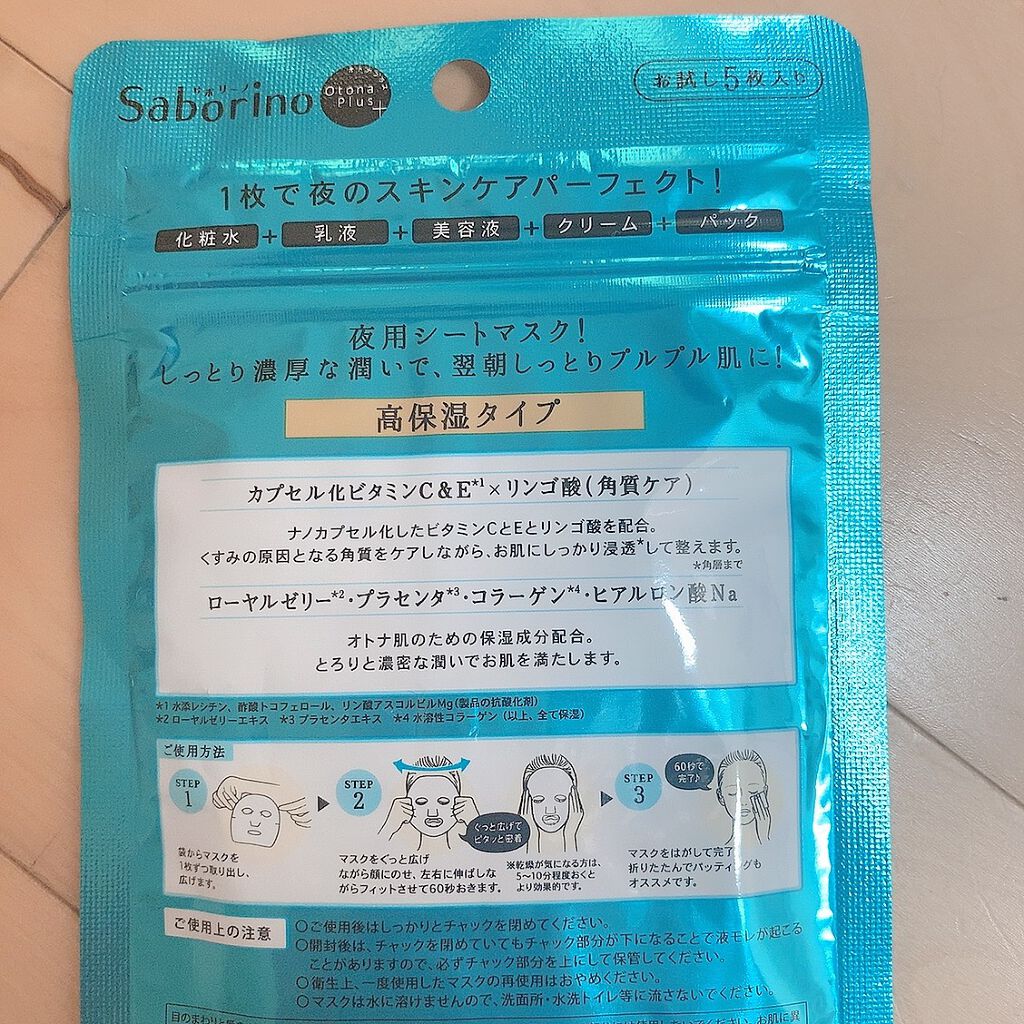 サボリーノ
Saborino Otona Plus+
お試し5枚入り
1枚で夜のスキンケアパーフェクト!
化粧水+乳液+美容液+クリーム+パック
夜用シートマスク!
しっとり濃厚な潤いで、翌朝しっとりプルプル肌に!
高保湿タイプ
カプセル化ビタミンC&E*1×リンゴ酸(角質ケア)
ナノカプセル化したビタミンCとEとリンゴ酸を配合。
くすみの原因となる角質をケアしながら、お肌にしっかり浸透*して整えます。
*角層まで
ローヤルゼリー*2・プラセンタ*3・コラーゲン*4・ヒアルロン酸Na
オトナ肌のための保湿成分配合。
とろりと濃密な潤いでお肌を満たします。
*1 水添レシチン、酢酸トコフェロール、リン酸アスコルビルMg(製品の抗酸化剤)
*2 ローヤルゼリーエキス *3 プラセンタエキス *4 水溶性コラーゲン(以上、全て保湿)
ご使用方法
STEP
1
袋からマスクを
1枚ずつ取り出し、
広げます。
STEP
2
ぐっと広げて
ピタッと密着
マスクをぐっと広げ
ながら顔にのせ、左右に伸ばしな
がらフィットさせて60秒おきます。
※乾燥が気になる方は、
5〜10分程度おくと
より効果的です。
STEP
3
60秒で
完了♪
マスクをはがして完了
折りたたんでパッティングも
オススメです。
ご使用上の注意
○ご使用後はしっかりとチャックを閉めてください。
○開封後は、チャックを閉めていてもチャック部分が下になることで液モレが起こる
ことがありますので、必ずチャック部分を上にして保管してください。
○衛生上、一度使用したマスクの再使用はおやめください。
○マスクは水に溶けませんので、洗面所・水洗トイレ等に流さないでください。
目のまわりと